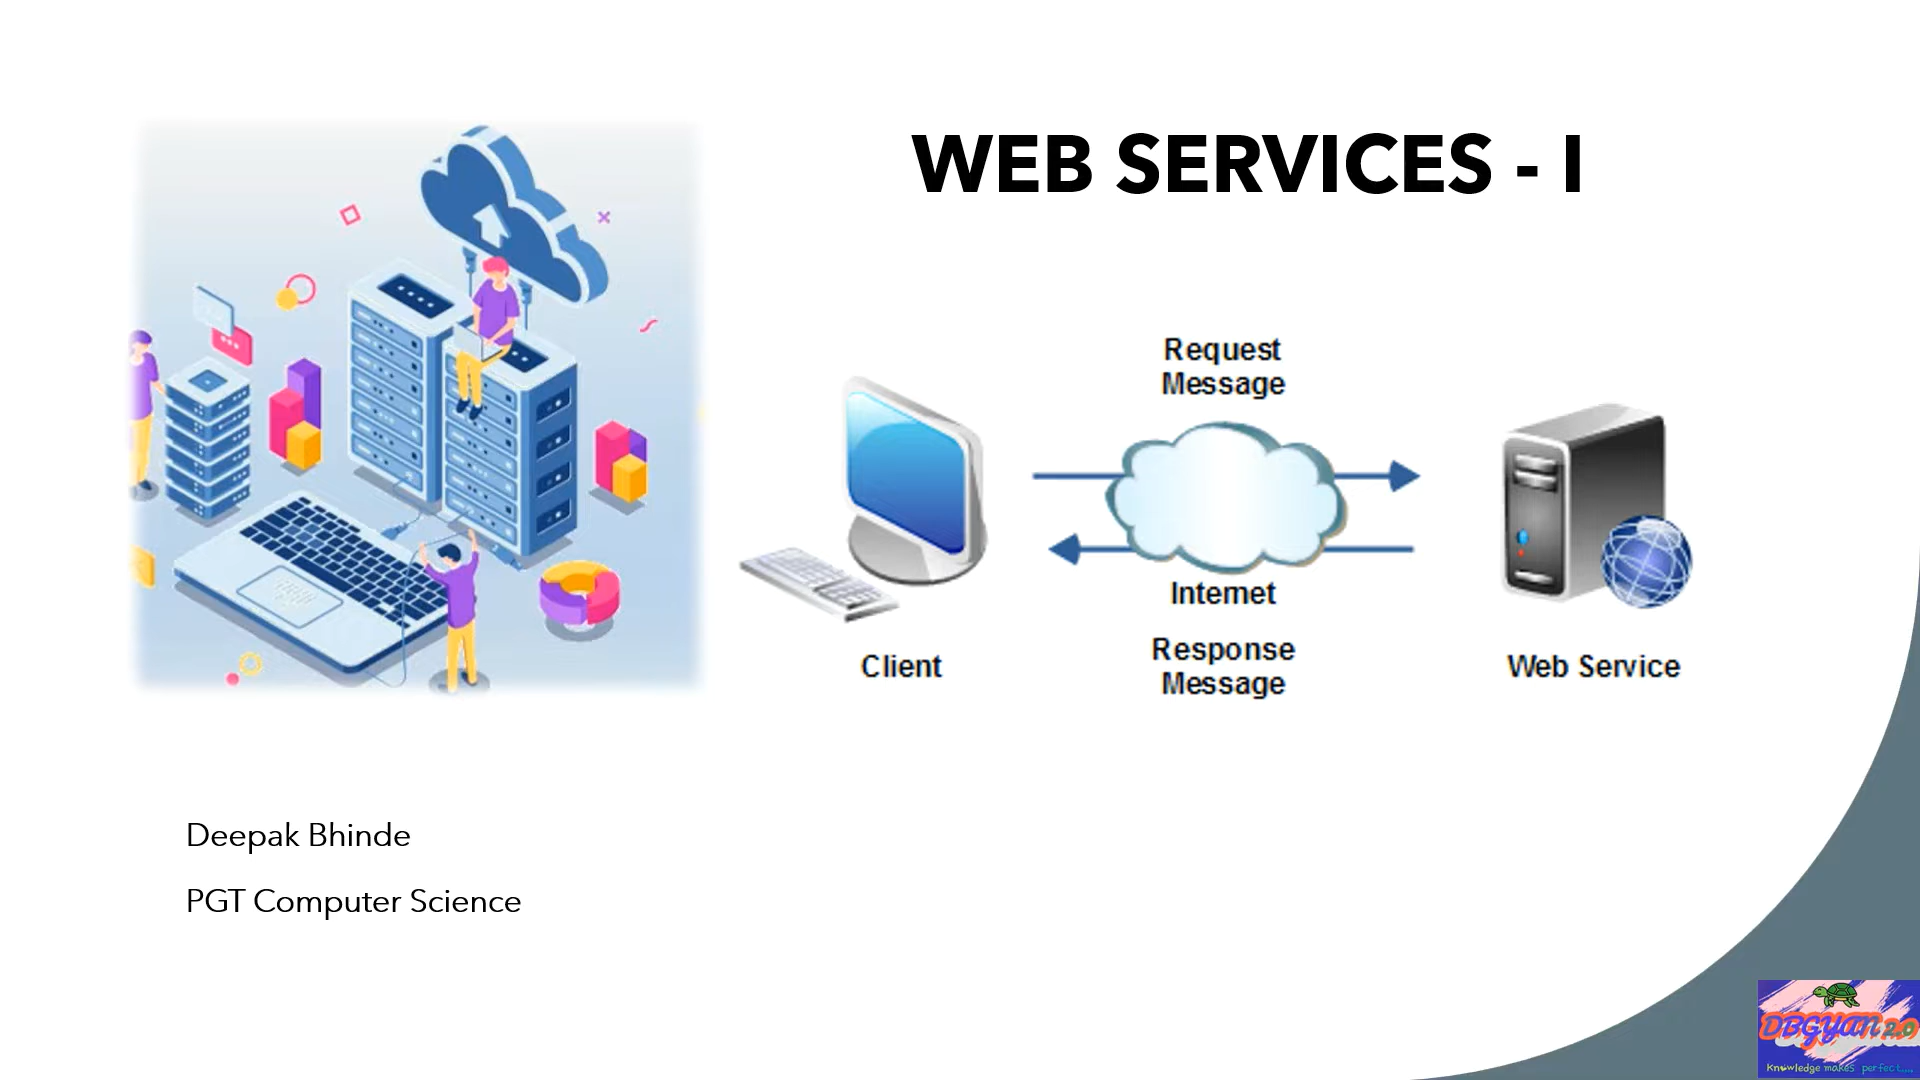 WEB SERVICES - I
Request
Message
Internet
Response
Message
Client
Web Service
Deepak Bhinde
PGT Computer Science
DBGyan 2.0
Knowledge makes perfect....